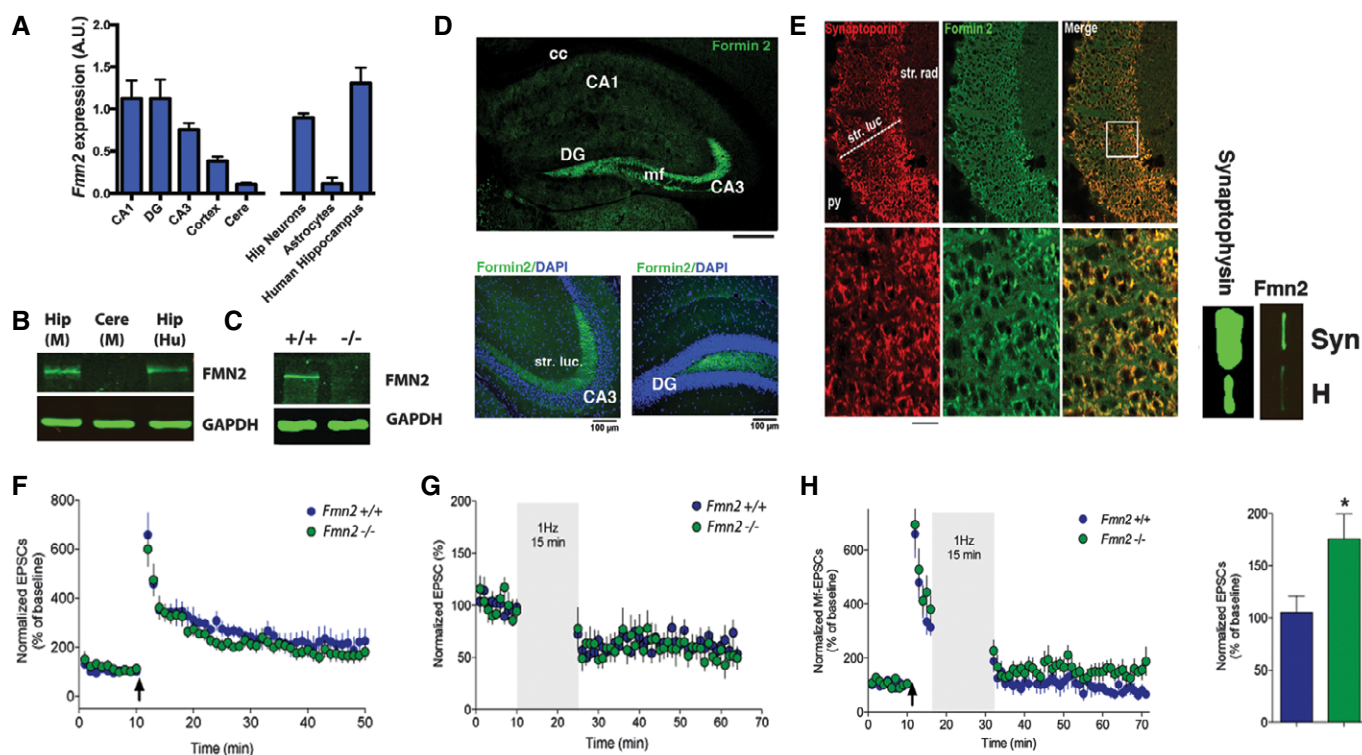 A
Fmn2 expression (A.U.)
2.0
1.5
1.0
0.5
0.0
CA1
DG
CA3
Cortex
Cere
Hip Neurons
Astrocytes
Human Hippocampus
B
Hip (M)
Cere (M)
Hip (Hu)
FMN2
GAPDH
C
+/+
-/-
FMN2
GAPDH
D
Formin 2
cc
CA1
DG
mf
CA3
Formin2/DAPI
str. luc.
CA3
100 µm
Formin2/DAPI
DG
100 µm
E
Synaptoporin
Formin 2
Merge
str. rad
str. luc
py
Synaptophysin
Fmn2
Syn
H
F
Normalized EPSCs
(% of baseline)
800
600
400
200
0
Fmn2 +/+
Fmn2 -/-
0 10 20 30 40 50
Time (min)
G
Normalized EPSC (%)
200
150
100
50
0
1Hz
15 min
Fmn2 +/+
Fmn2 -/-
0 10 20 30 40 50 60 70
Time (min)
H
Normalized Mf-EPSCs
(% of baseline)
600
400
200
0
1Hz
15 min
Fmn2 +/+
Fmn2 -/-
0 10 20 30 40 50 60 70
Time (min)
Normalized EPSCs
(% of baseline)
200
150
100
50
0
*